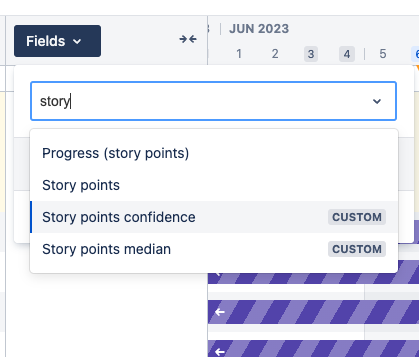 Fields
JUN 2023
1 2 3 4 5
story
Progress (story points)
Story points
Story points confidence CUSTOM
Story points median CUSTOM